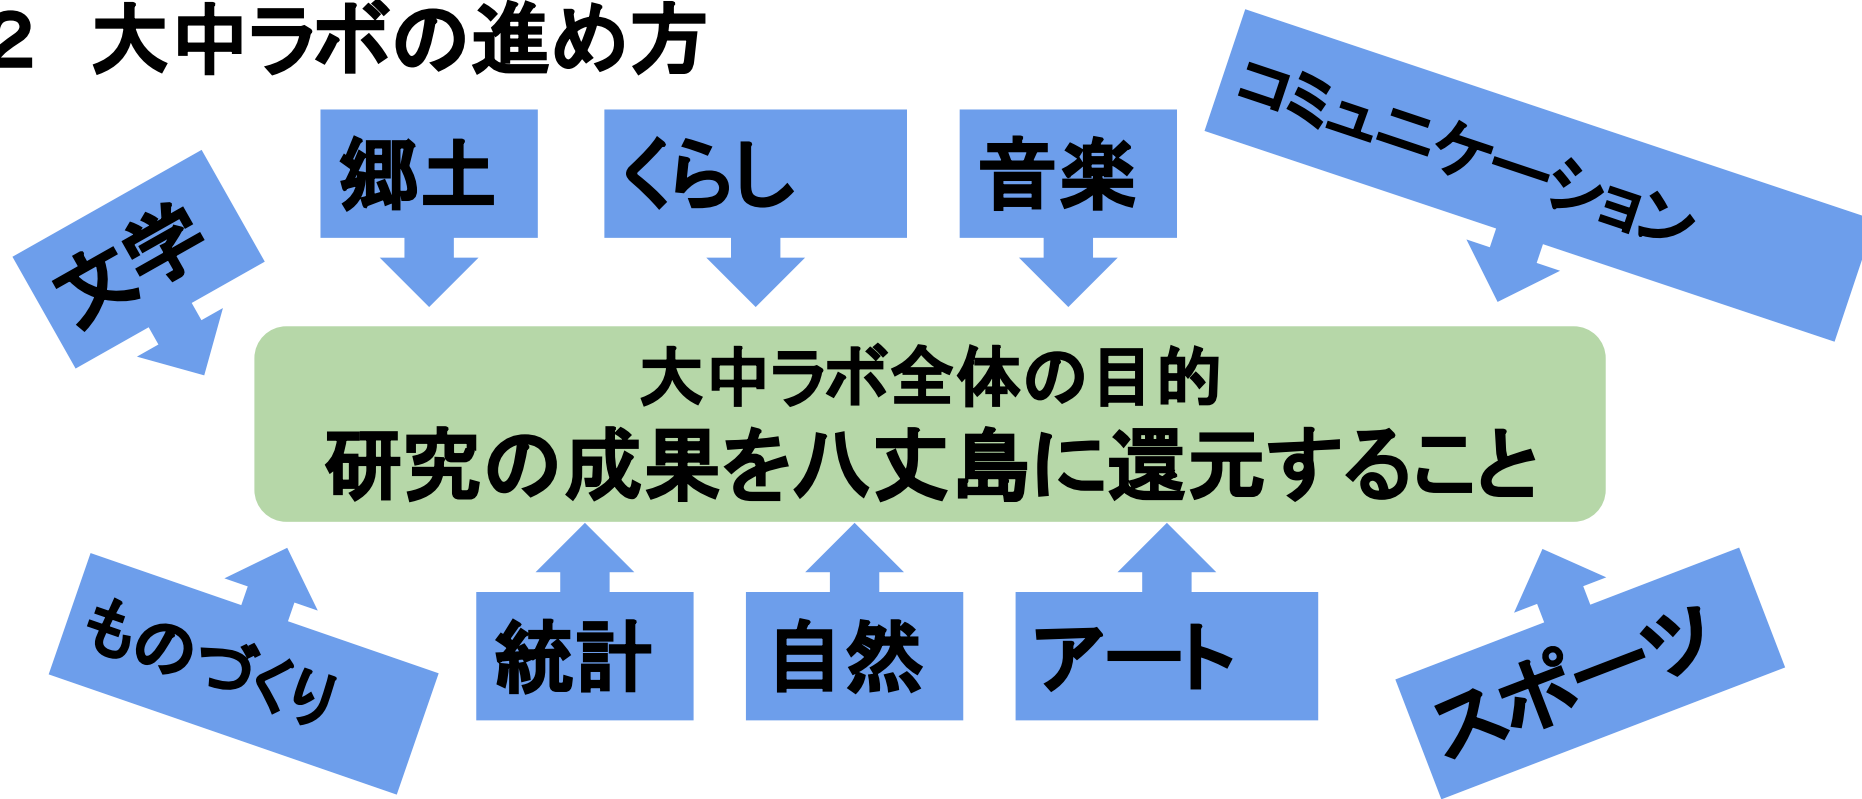 ２　大中ラボの進め方
文学
郷土
くらし
音楽
コミュニケーション
大中ラボ全体の目的
研究の成果を八丈島に還元すること
ものづくり
統計
自然
アート
スポーツ